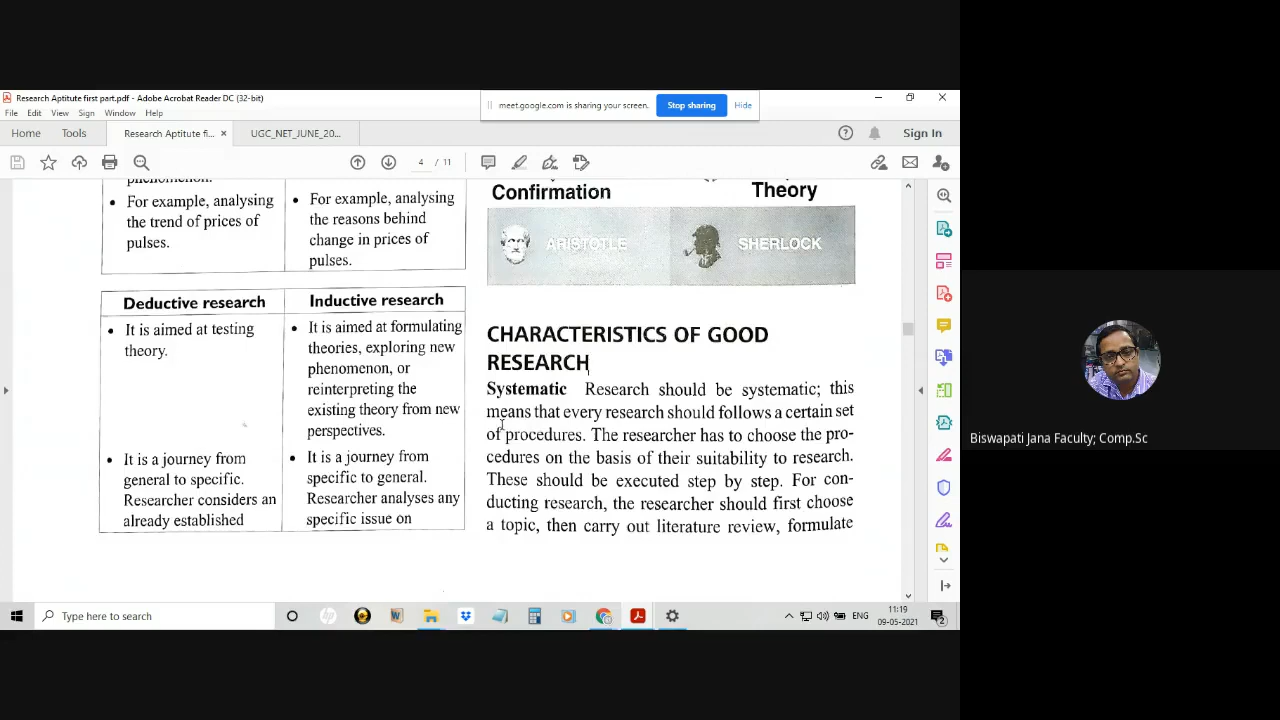 Research Aptitute first part.pdf - Adobe Acrobat Reader DC (32-bit)
meet.google.com is sharing your screen.
Stop sharing
Hide
File Edit View Sign Window Help
Home
Tools
Research Aptitute fi...
UGC_NET_JUNE_20...
Sign In
4 / 11
phenomenon.
• For example, analysing
the trend of prices of
pulses.
• For example, analysing
the reasons behind
change in prices of
pulses.
Deductive research
Inductive research
• It is aimed at testing
theory.
• It is aimed at formulating
theories, exploring new
phenomenon, or
reinterpreting the
existing theory from new
perspectives.
• It is a journey from
general to specific.
Researcher considers an
already established
• It is a journey from
specific to general.
Researcher analyses any
specific issue on
Confirmation
Theory
ARISTOTLE
SHERLOCK
CHARACTERISTICS OF GOOD
RESEARCH
Systematic Research should be systematic; this
means that every research should follows a certain set
of procedures. The researcher has to choose the pro-
cedures on the basis of their suitability to research.
These should be executed step by step. For con-
ducting research, the researcher should first choose
a topic, then carry out literature review, formulate
Biswapati Jana Faculty; Comp.Sc
Type here to search
ENG
11:19
09-05-2021
2